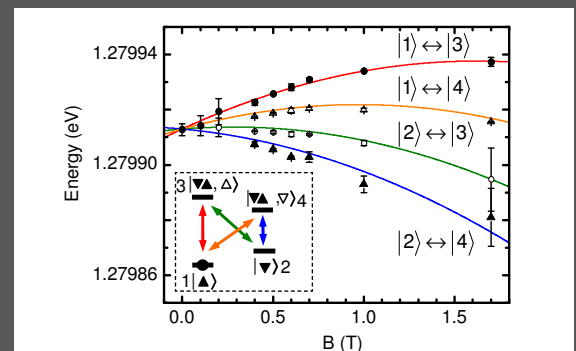 1.27994
|1⟩ ↔ |3⟩
|1⟩ ↔ |4⟩
1.27990
|2⟩ ↔ |3⟩
Energy (eV)
3|▼▲,△⟩
|▼▲,▽⟩4
|2⟩ ↔ |4⟩
1|▲⟩
|▼⟩2
1.27986
0.0 0.5 1.0 1.5
B (T)